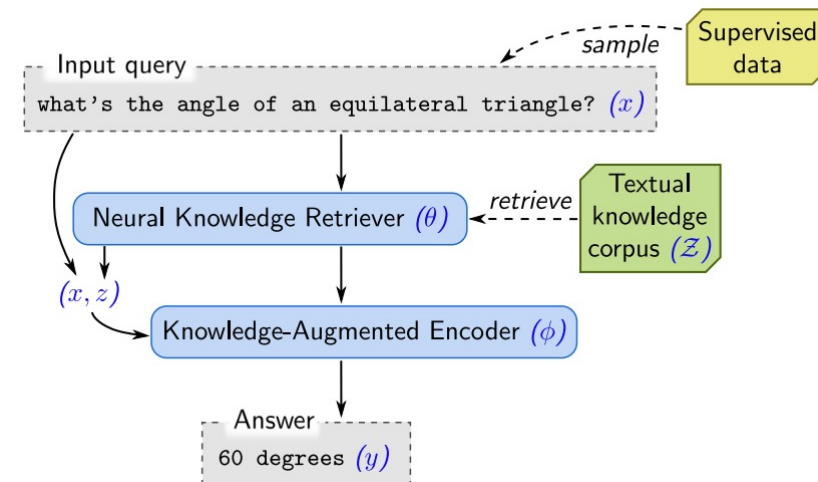 Supervised
data
sample
Input query
what's the angle of an equilateral triangle? (x)
Neural Knowledge Retriever (θ)
retrieve
Textual
knowledge
corpus (𝒵)
(x, z)
Knowledge-Augmented Encoder (ϕ)
Answer
60 degrees (y)